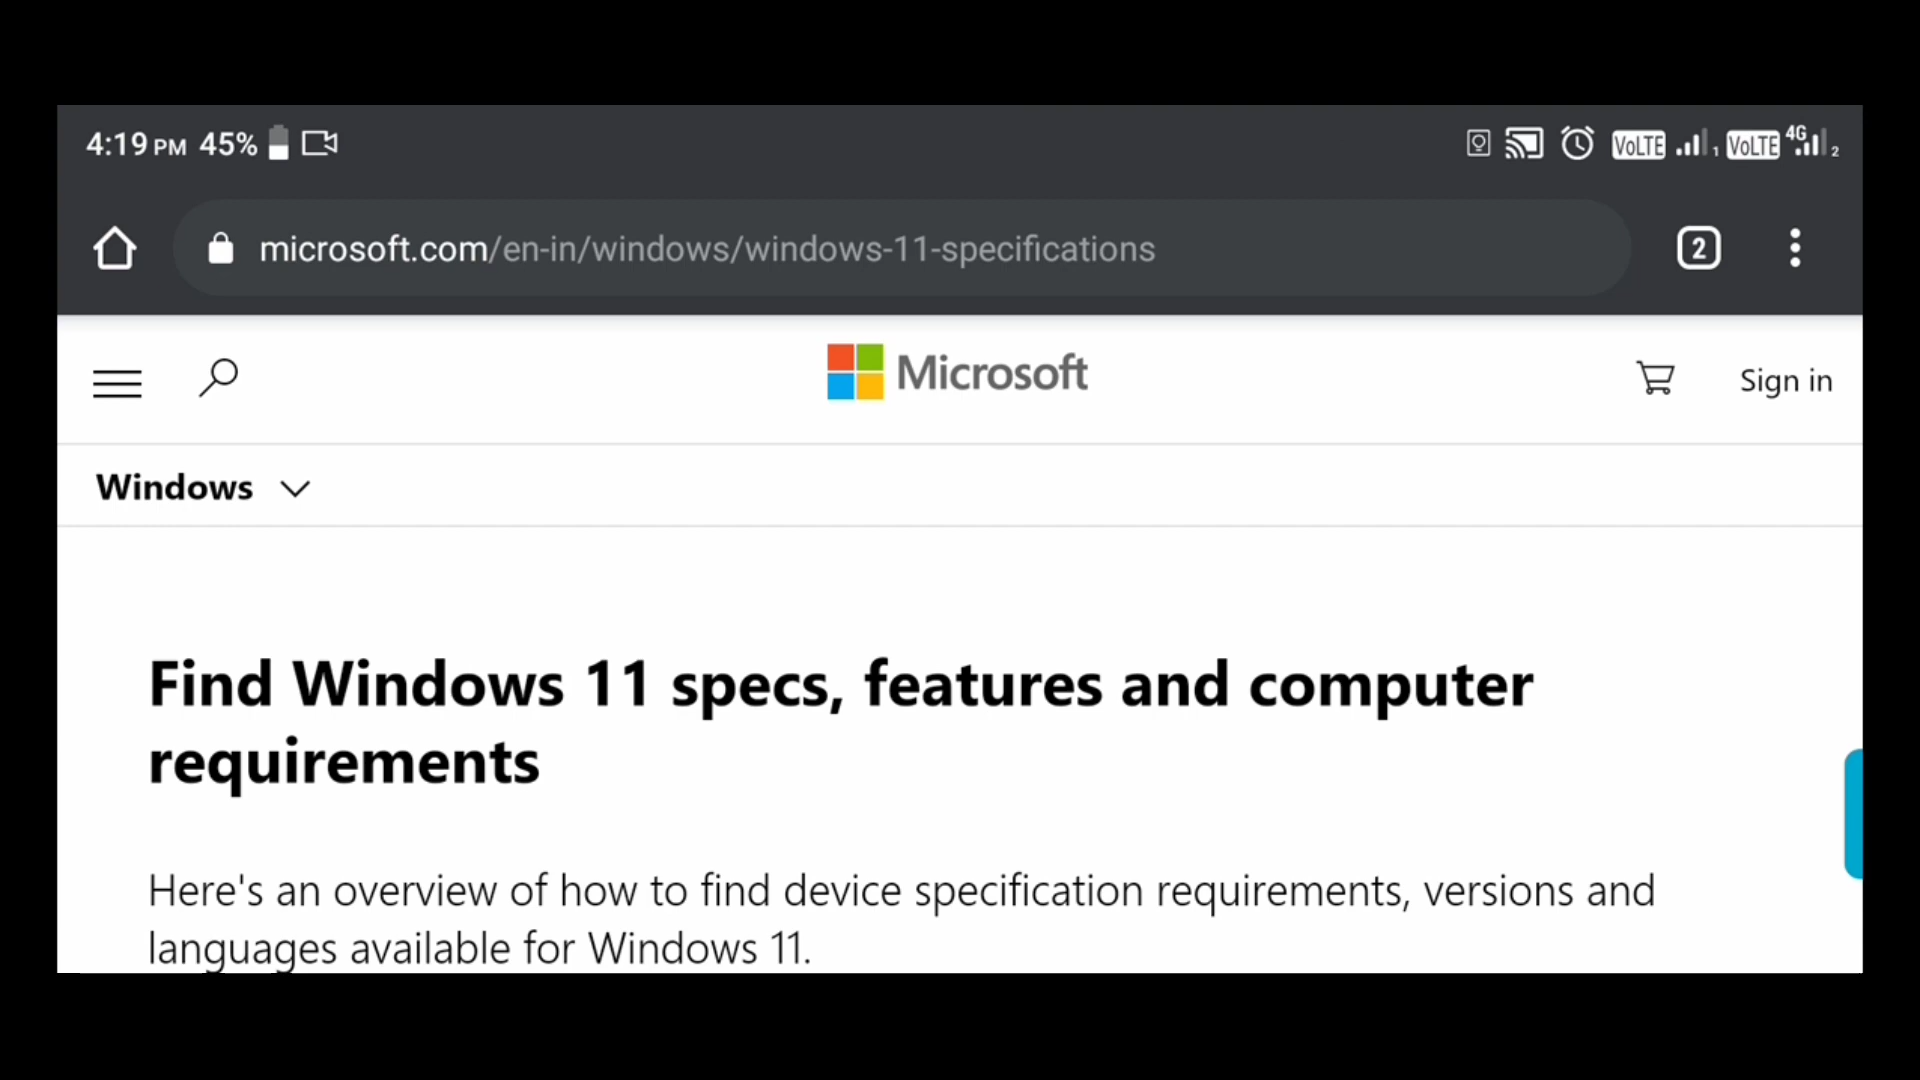 4:19 PM 45%
VoLTE 1 VoLTE 4G 2
microsoft.com/en-in/windows/windows-11-specifications
2
Microsoft
Sign in
Windows
Find Windows 11 specs, features and computer
requirements
Here's an overview of how to find device specification requirements, versions and
languages available for Windows 11.